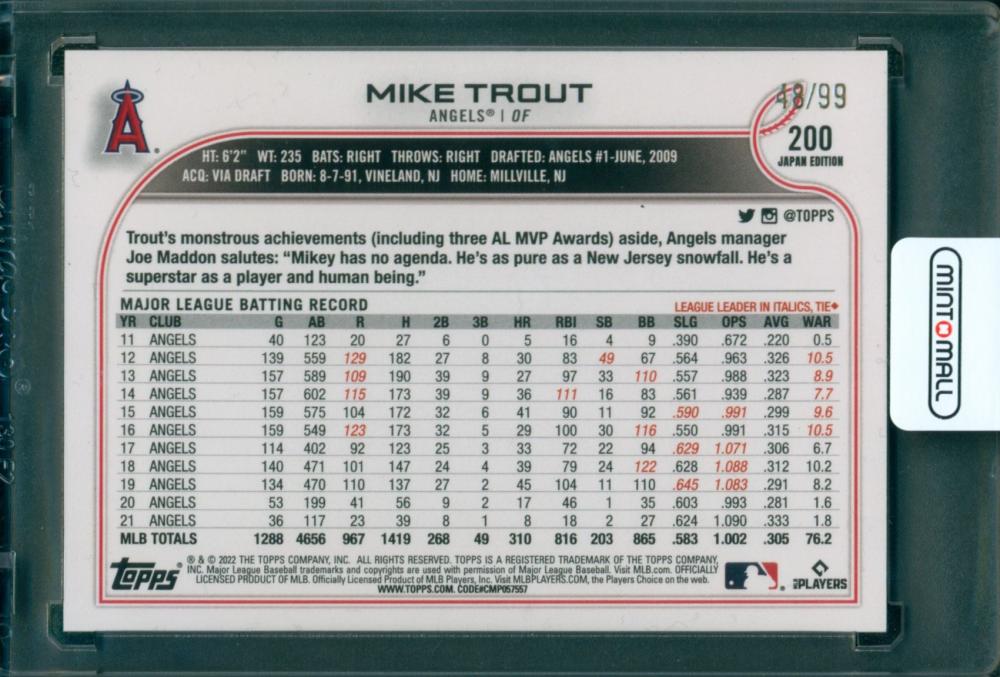 MIKE TROUT
ANGELS® | OF
48/99
200
JAPAN EDITION
A
HT: 6'2" WT: 235 BATS: RIGHT THROWS: RIGHT DRAFTED: ANGELS #1-JUNE, 2009
ACQ: VIA DRAFT BORN: 8-7-91, VINELAND, NJ HOME: MILLVILLE, NJ
@TOPPS
Trout's monstrous achievements (including three AL MVP Awards) aside, Angels manager
Joe Maddon salutes: “Mikey has no agenda. He's as pure as a New Jersey snowfall. He's a
superstar as a player and human being.”
MAJOR LEAGUE BATTING RECORD LEAGUE LEADER IN ITALICS, TIE◆
YR CLUB G AB R H 2B 3B HR RBI SB BB SLG OPS AVG WAR
11 ANGELS 40 123 20 27 6 0 5 16 4 9 .390 .672 .220 0.5
12 ANGELS 139 559 129 182 27 8 30 83 49 67 .564 .963 .326 10.5
13 ANGELS 157 589 109 190 39 9 27 97 33 110 .557 .988 .323 8.9
14 ANGELS 157 602 115 173 39 9 36 111 16 83 .561 .939 .287 7.7
15 ANGELS 159 575 104 172 32 6 41 90 11 92 .590 .991 .299 9.6
16 ANGELS 159 549 123 173 32 5 29 100 30 116 .550 .991 .315 10.5
17 ANGELS 114 402 92 123 25 3 33 72 22 94 .629 1.071 .306 6.7
18 ANGELS 140 471 101 147 24 4 39 79 24 122 .628 1.088 .312 10.2
19 ANGELS 134 470 110 137 27 2 45 104 11 110 .645 1.083 .291 8.2
20 ANGELS 53 199 41 56 9 2 17 46 1 35 .603 .993 .281 1.6
21 ANGELS 36 117 23 39 8 1 8 18 2 27 .624 1.090 .333 1.8
MLB TOTALS 1288 4656 967 1419 268 49 310 816 203 865 .583 1.002 .305 76.2
topps®
® & © 2022 THE TOPPS COMPANY, INC. ALL RIGHTS RESERVED. TOPPS IS A REGISTERED TRADEMARK OF THE TOPPS COMPANY,
INC. Major League Baseball trademarks and copyrights are used with permission of Major League Baseball. Visit MLB.com. OFFICIALLY
LICENSED PRODUCT OF MLB. Officially Licensed Product of MLB Players, Inc. Visit MLBPLAYERS.COM, the Players Choice on the web.
WWW.TOPPS.COM. CODE#CMP057557
PLAYERS
MINT MALL